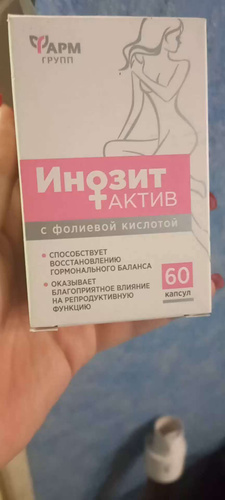 ФАРМ
ГРУПП
Инозит
АКТИВ
с фолиевой кислотой
• СПОСОБСТВУЕТ
ВОССТАНОВЛЕНИЮ
ГОРМОНАЛЬНОГО БАЛАНСА
• ОКАЗЫВАЕТ
БЛАГОПРИЯТНОЕ ВЛИЯНИЕ
НА РЕПРОДУКТИВНУЮ
ФУНКЦИЮ
60
капсул